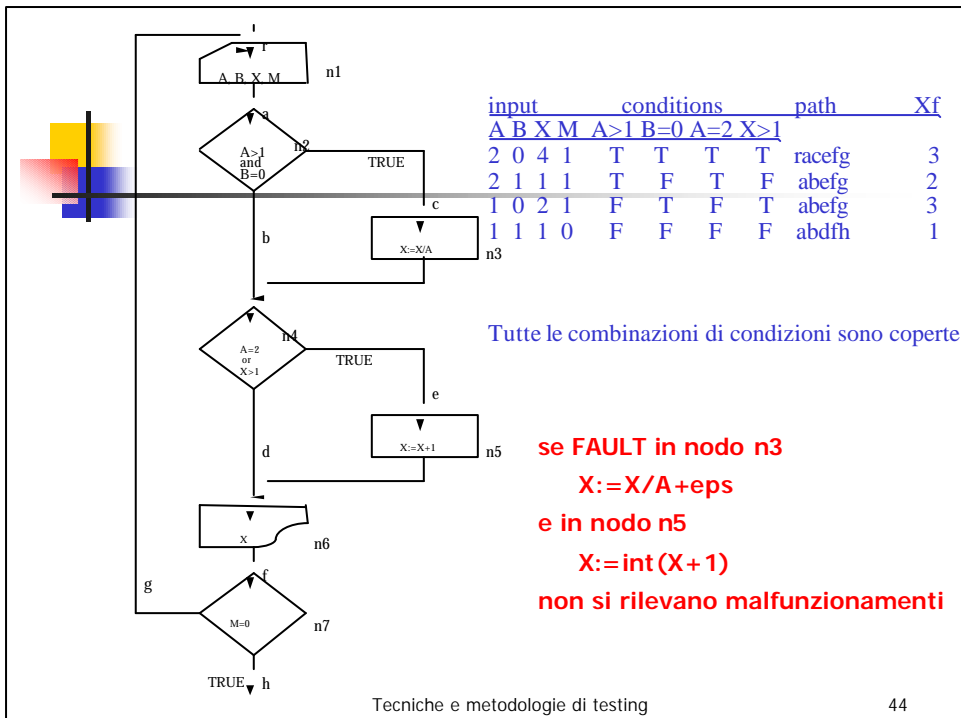 r
A, B, X, M
n1
a
n2
A>1
and
B=0
TRUE
c
b
X:=X/A
n3
n4
A=2
or
X>1
TRUE
e
d
X:=X+1
n5
X
n6
g
f
M=0
n7
TRUE
h
input conditions path Xf
A B X M A>1 B=0 A=2 X>1
2 0 4 1 T T T T racefg 3
2 1 1 1 T F T F abefg 2
1 0 2 1 F T F T abefg 3
1 1 1 0 F F F F abdfh 1
Tutte le combinazioni di condizioni sono coperte
se FAULT in nodo n3
X:=X/A+eps
e in nodo n5
X:=int(X+1)
non si rilevano malfunzionamenti
Tecniche e metodologie di testing
44